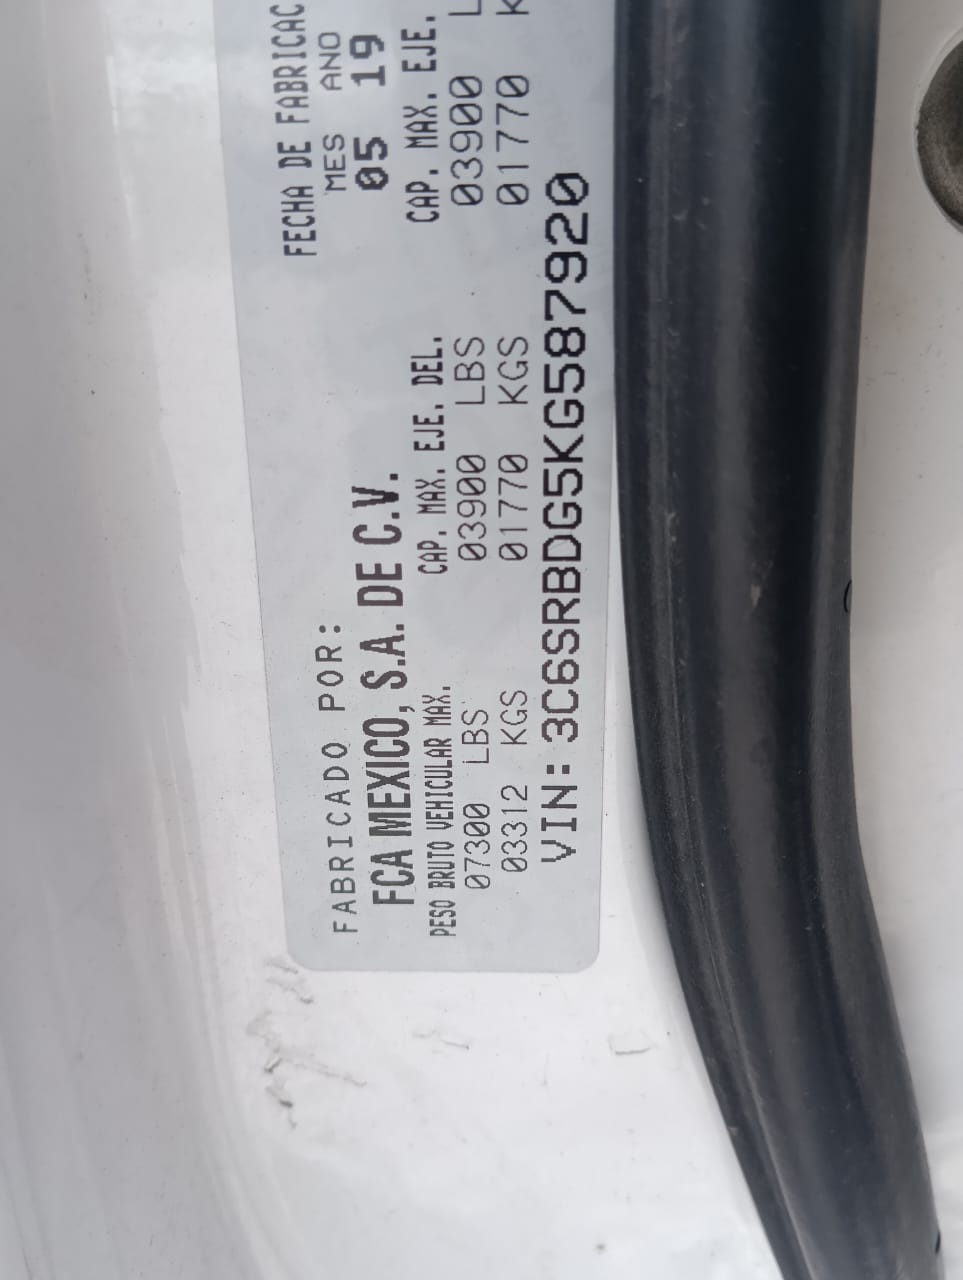 FABRICADO POR:
FCA MEXICO, S.A. DE C.V.
FECHA DE FABRICAC
MES ANO
05 19
PESO BRUTO VEHICULAR MAX.
07300 LBS
03312 KGS
CAP. MAX. EJE. DEL.
03900 LBS
01770 KGS
CAP. MAX. EJE.
03900 L
01770 K
VIN: 3C6SRBDG5KG587920